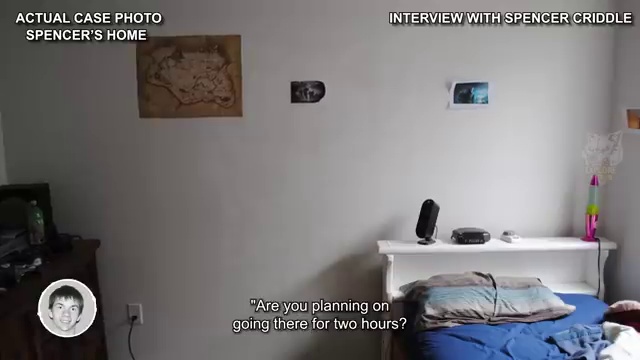 ACTUAL CASE PHOTO
SPENCER'S HOME
INTERVIEW WITH SPENCER CRIDDLE
"Are you planning on
going there for two hours?